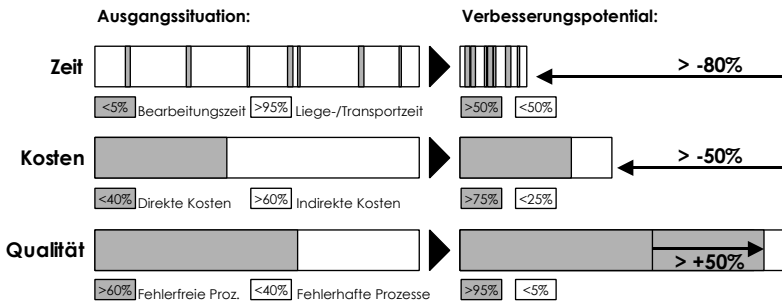 Ausgangssituation: Verbesserungspotential:
Zeit > -80%
<5% Bearbeitungszeit >95% Liege-/Transportzeit >50% <50%
Kosten > -50%
<40% Direkte Kosten >60% Indirekte Kosten >75% <25%
Qualität > +50%
>60% Fehlerfreie Proz. <40% Fehlerhafte Prozesse >95% <5%